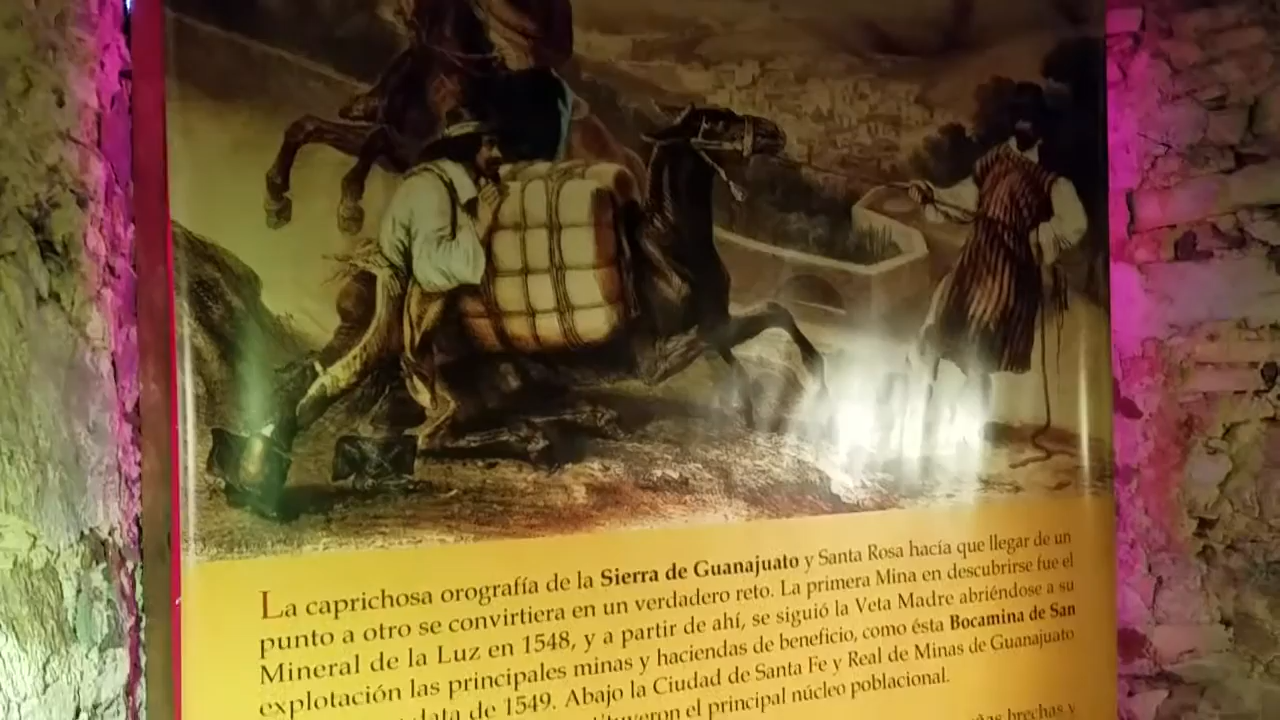 La caprichosa orografía de la Sierra de Guanajuato y Santa Rosa hacía que llegar de un
punto a otro se convirtiera en un verdadero reto. La primera Mina en descubrirse fue el
Mineral de la Luz en 1548, y a partir de ahí, se siguió la Veta Madre abriéndose a su
explotación las principales minas y haciendas de beneficio, como ésta Bocamina de San
data de 1549. Abajo la Ciudad de Santa Fe y Real de Minas de Guanajuato
el principal núcleo poblacional.
brechas y